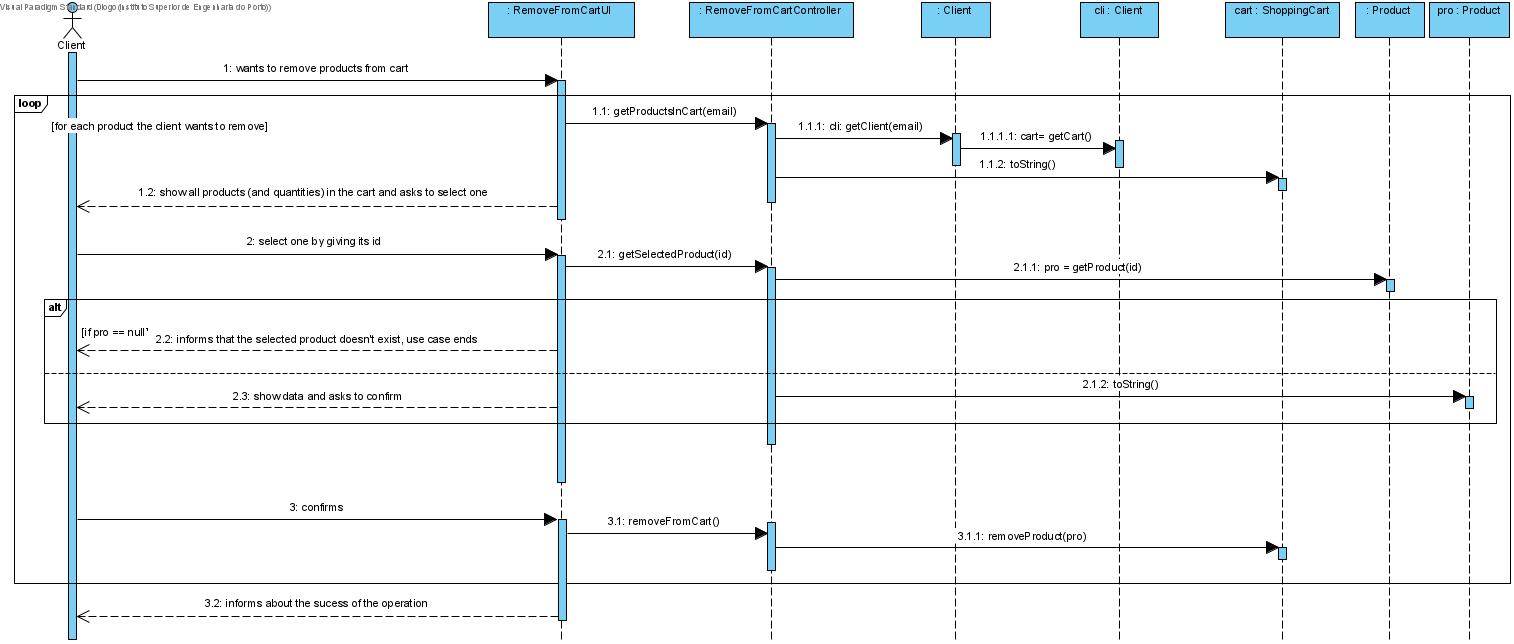 Visual Paradigm Standard (Diogo (Instituto Superior de Engenharia do Porto))
: RemoveFromCartUI
: RemoveFromCartController
: Client
cli : Client
cart : ShoppingCart
: Product
pro : Product
Client
1: wants to remove products from cart
loop
[for each product the client wants to remove]
1.1: getProductsInCart(email)
1.1.1: cli: getClient(email)
1.1.1.1: cart= getCart()
1.1.2: toString()
1.2: show all products (and quantities) in the cart and asks to select one
2: select one by giving its id
2.1: getSelectedProduct(id)
2.1.1: pro = getProduct(id)
alt
[if pro == null]
2.2: informs that the selected product doesn't exist, use case ends
2.1.2: toString()
2.3: show data and asks to confirm
3: confirms
3.1: removeFromCart()
3.1.1: removeProduct(pro)
3.2: informs about the sucess of the operation